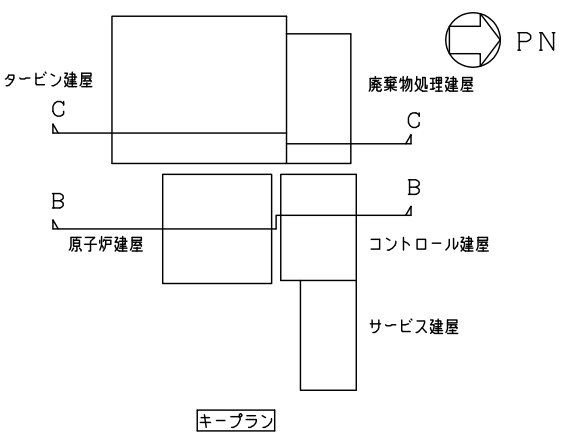 PN
タービン建屋
廃棄物処理建屋
C
C
B
B
原子炉建屋
コントロール建屋
サービス建屋
キープラン